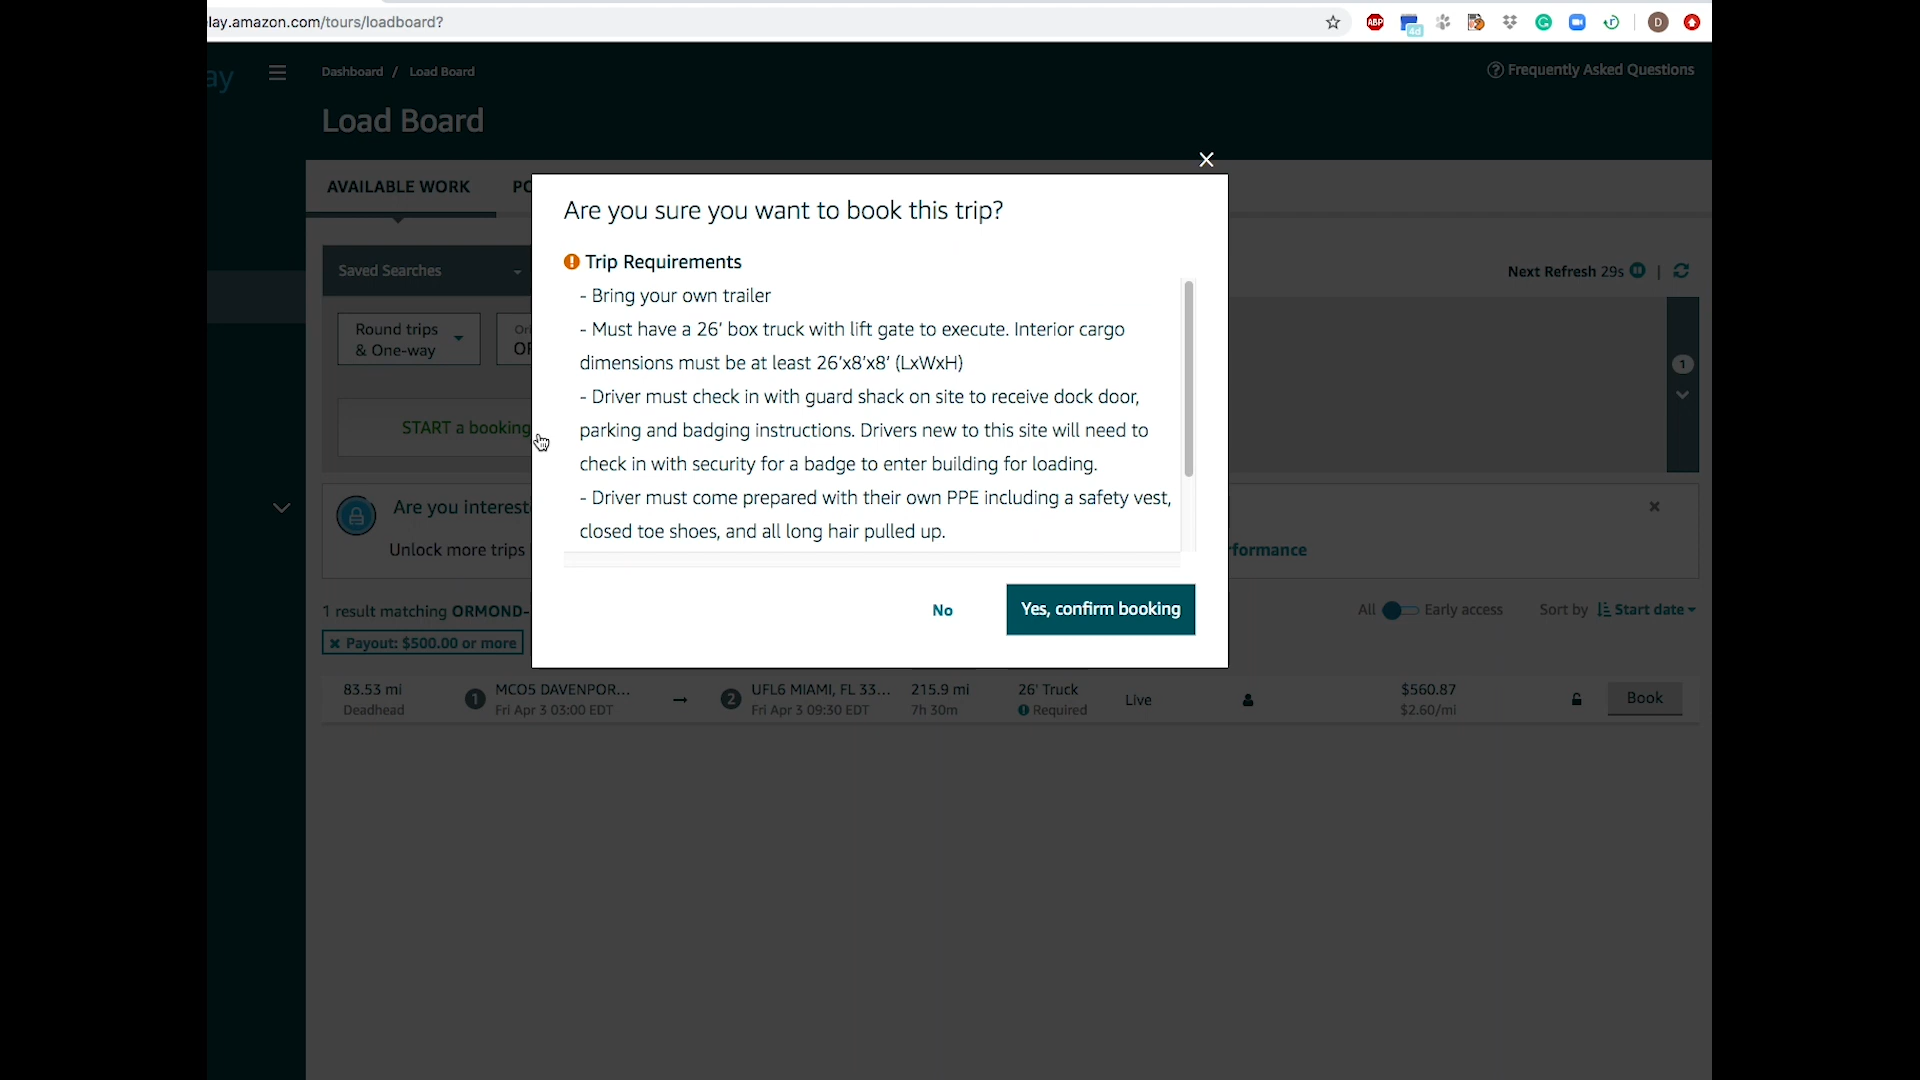 lay.amazon.com/tours/loadboard?
ABP
4d
D
ay
Dashboard / Load Board
Frequently Asked Questions
Load Board
AVAILABLE WORK
Are you sure you want to book this trip?
Trip Requirements
- Bring your own trailer
- Must have a 26' box truck with lift gate to execute. Interior cargo
dimensions must be at least 26'x8'x8' (LxWxH)
- Driver must check in with guard shack on site to receive dock door,
parking and badging instructions. Drivers new to this site will need to
check in with security for a badge to enter building for loading.
- Driver must come prepared with their own PPE including a safety vest,
closed toe shoes, and all long hair pulled up.
No
Yes, confirm booking
Saved Searches
Next Refresh 29s
Round trips
& One-way
1
START a booking
Are you interest
Unlock more trips
formance
1 result matching ORMOND-
All
Early access
Sort by
Start date
Payout: $500.00 or more
83.53 mi
Deadhead
1
MCO5 DAVENPOR...
Fri Apr 3 03:00 EDT
2
UFL6 MIAMI, FL 33...
Fri Apr 3 09:30 EDT
215.9 mi
7h 30m
26' Truck
Required
Live
$560.87
$2.60/mi
Book